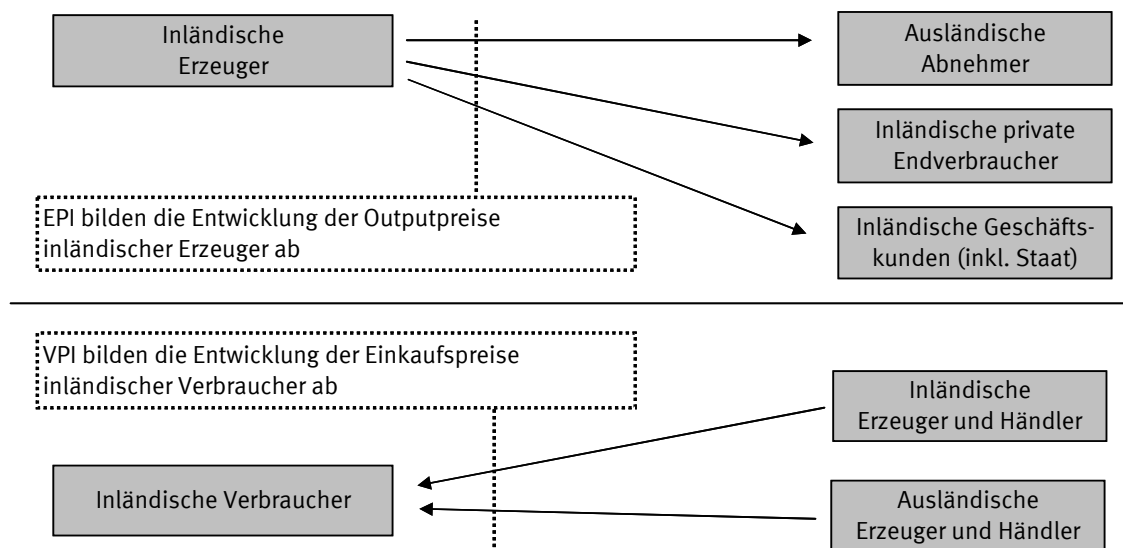 Inländische
Erzeuger
Ausländische
Abnehmer
Inländische private
Endverbraucher
EPI bilden die Entwicklung der Outputpreise
inländischer Erzeuger ab
Inländische Geschäfts-
kunden (inkl. Staat)
VPI bilden die Entwicklung der Einkaufspreise
inländischer Verbraucher ab
Inländische
Erzeuger und Händler
Inländische Verbraucher
Ausländische
Erzeuger und Händler